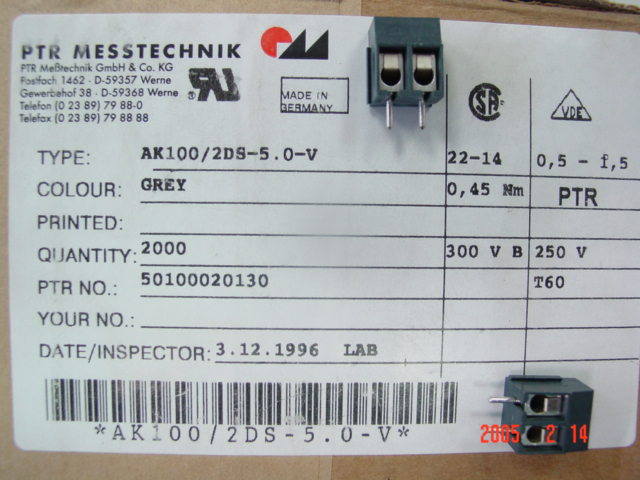 PTR MESSTECHNIK
PTR Meßtechnik GmbH & Co. KG
Postfach 1462 · D-59357 Werne
Gewerbehof 38 · D-59368 Werne
Telefon (0 23 89) 79 88-0
Telefax (0 23 89) 79 88 88
MADE IN
GERMANY
VDE
TYPE: AK100/2DS-5.0-V 22-14 0,5 - 1,5
COLOUR: GREY 0,45 Nm PTR
PRINTED:
QUANTITY: 2000 300 V B 250 V
PTR NO.: 50100020130 T60
YOUR NO.:
DATE/INSPECTOR: 3.12.1996 LAB
*AK100/2DS-5.0-V*
2005 2 14